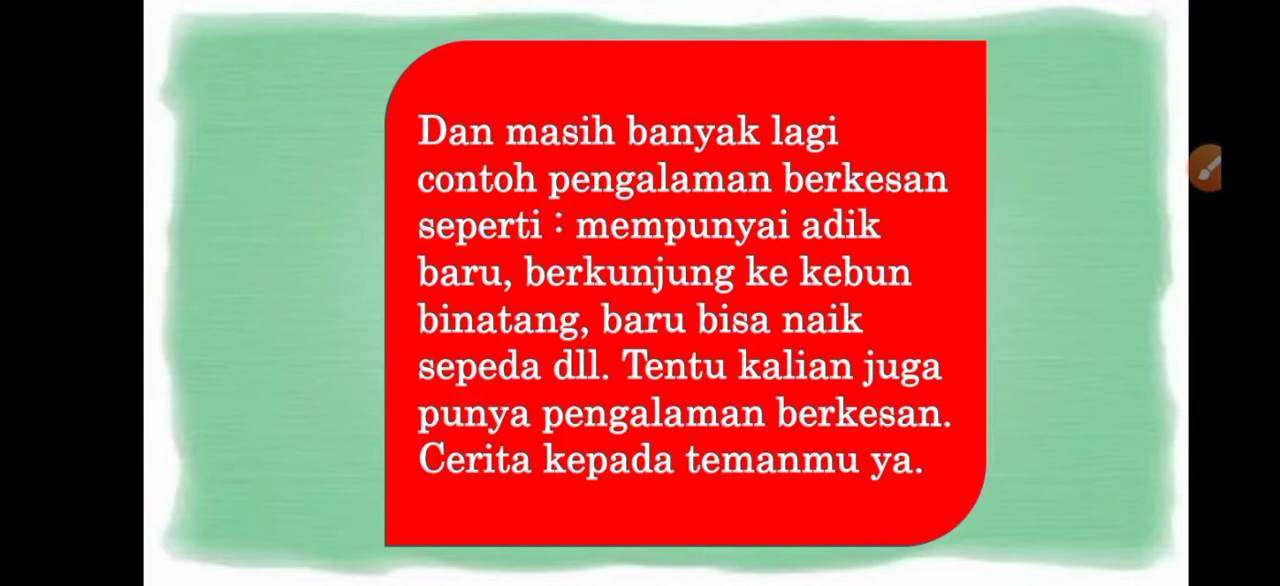 Dan masih banyak lagi
contoh pengalaman berkesan
seperti : mempunyai adik
baru, berkunjung ke kebun
binatang, baru bisa naik
sepeda dll. Tentu kalian juga
punya pengalaman berkesan.
Cerita kepada temanmu ya.